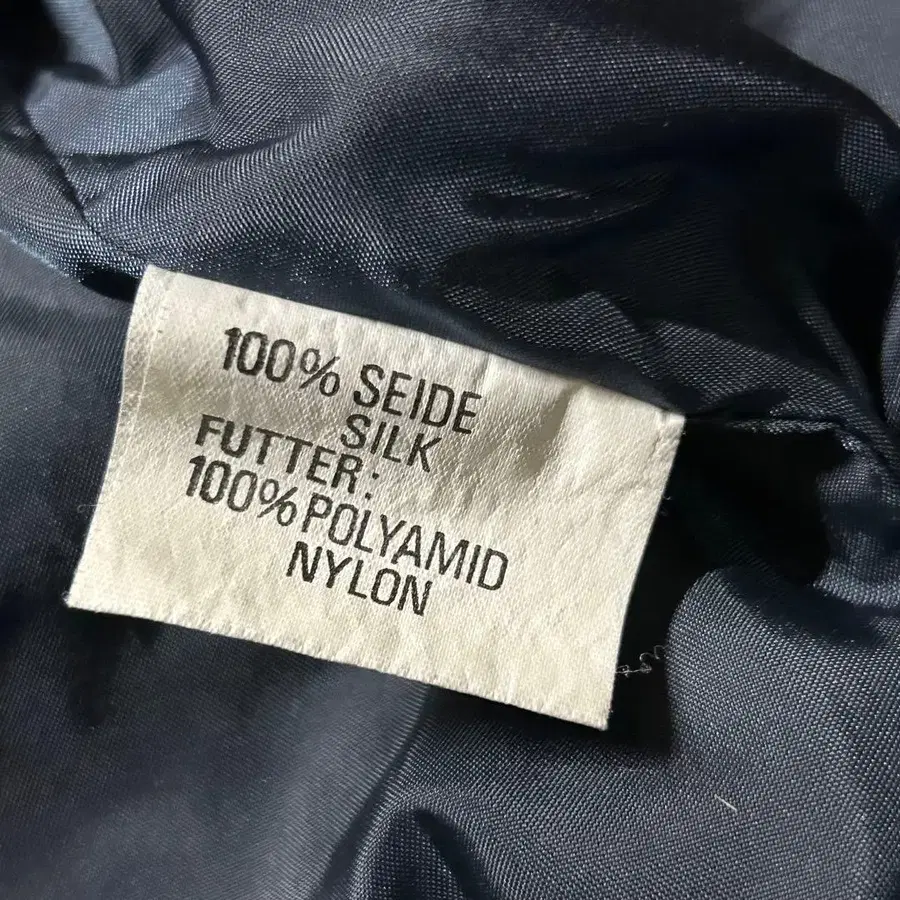 100% SEIDE
SILK
FUTTER:
100% POLYAMID
NYLON